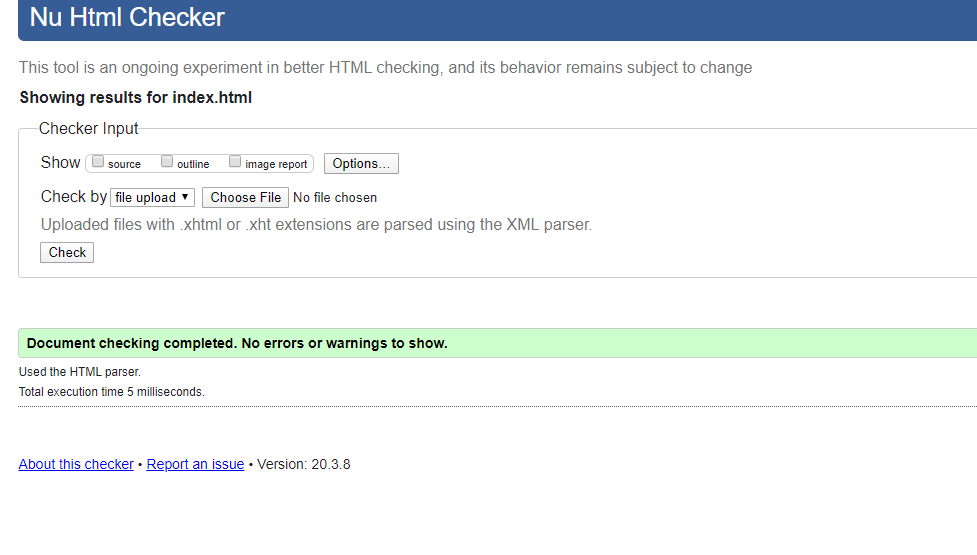 Nu Html Checker
This tool is an ongoing experiment in better HTML checking, and its behavior remains subject to change
Showing results for index.html
Checker Input
Show source outline image report Options...
Check by file upload Choose File No file chosen
Uploaded files with .xhtml or .xht extensions are parsed using the XML parser.
Check
Document checking completed. No errors or warnings to show.
Used the HTML parser.
Total execution time 5 milliseconds.
About this checker • Report an issue • Version: 20.3.8